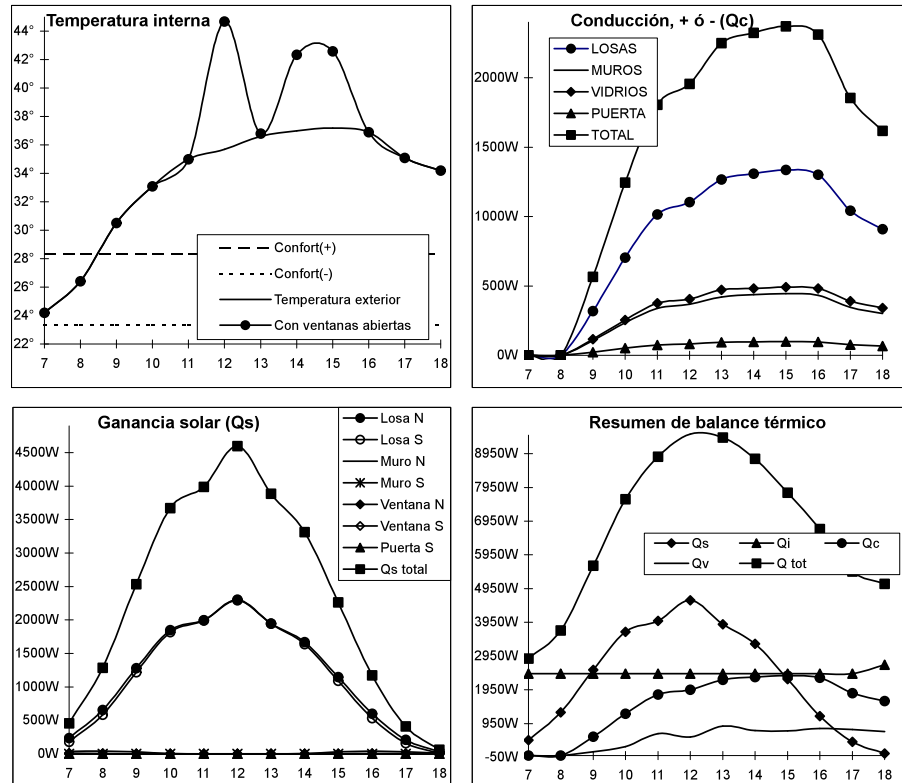 Temperatura interna
44°
42°
40°
38°
36°
34°
32°
30°
28°
26°
24°
22°
Confort(+)
Confort(-)
Temperatura exterior
Con ventanas abiertas
7 8 9 10 11 12 13 14 15 16 17 18
Conducción, + ó - (Qc)
LOSAS
MUROS
VIDRIOS
PUERTA
TOTAL
2000W
1500W
1000W
500W
0W
7 8 9 10 11 12 13 14 15 16 17 18
Ganancia solar (Qs)
Losa N
Losa S
Muro N
Muro S
Ventana N
Ventana S
Puerta S
Qs total
4500W
4000W
3500W
3000W
2500W
2000W
1500W
1000W
500W
0W
7 8 9 10 11 12 13 14 15 16 17 18
Resumen de balance térmico
8950W
7950W
6950W
5950W
4950W
3950W
2950W
1950W
950W
-50W
Qs Qi Qc
Qv Q tot
7 8 9 10 11 12 13 14 15 16 17 18